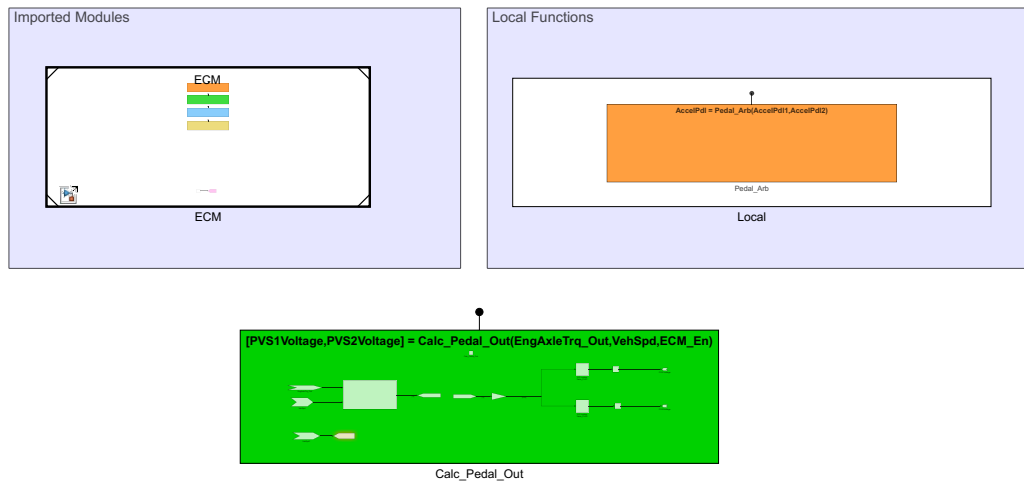 Imported Modules
ECM
ECM
Local Functions
AccelPdl = Pedal_Arb(AccelPdl1,AccelPdl2)
Pedal_Arb
Local
[PVS1Voltage,PVS2Voltage] = Calc_Pedal_Out(EngAxleTrq_Out,VehSpd,ECM_En)
Calc_Pedal_Out